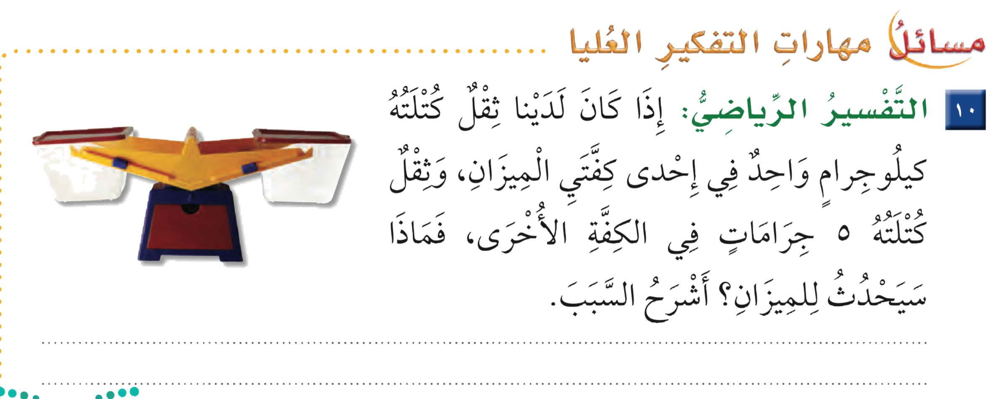 مسائلُ مهاراتِ التفكيرِ العُليا
١٠ التَّفْسيرُ الرِّياضِيُّ: إِذَا كَانَ لَدَيْنا ثِقْلٌ كُتْلَتُهُ
كيلُوجِرامٍ وَاحِدٌ فِي إِحْدى كِفَّتَيِ الْمِيزَانِ، وَثِقْلٌ
كُتْلَتُهُ ٥ جِرَامَاتٍ فِي الكِفَّةِ الأُخْرَى، فَمَاذَا
سَيَحْدُثُ لِلمِيزَانِ؟ أَشْرَحُ السَّبَبَ.